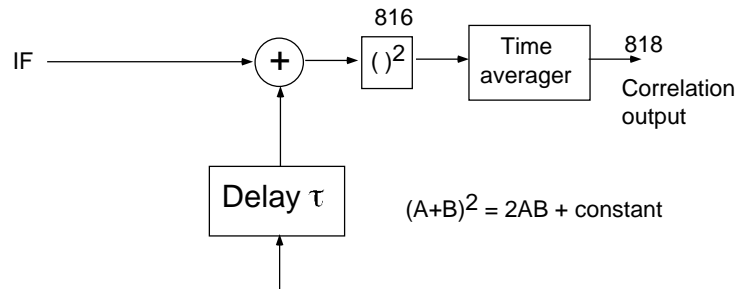 816
IF
+
( )2
Time
averager
818
Correlation
output
Delay τ
(A+B)2 = 2AB + constant